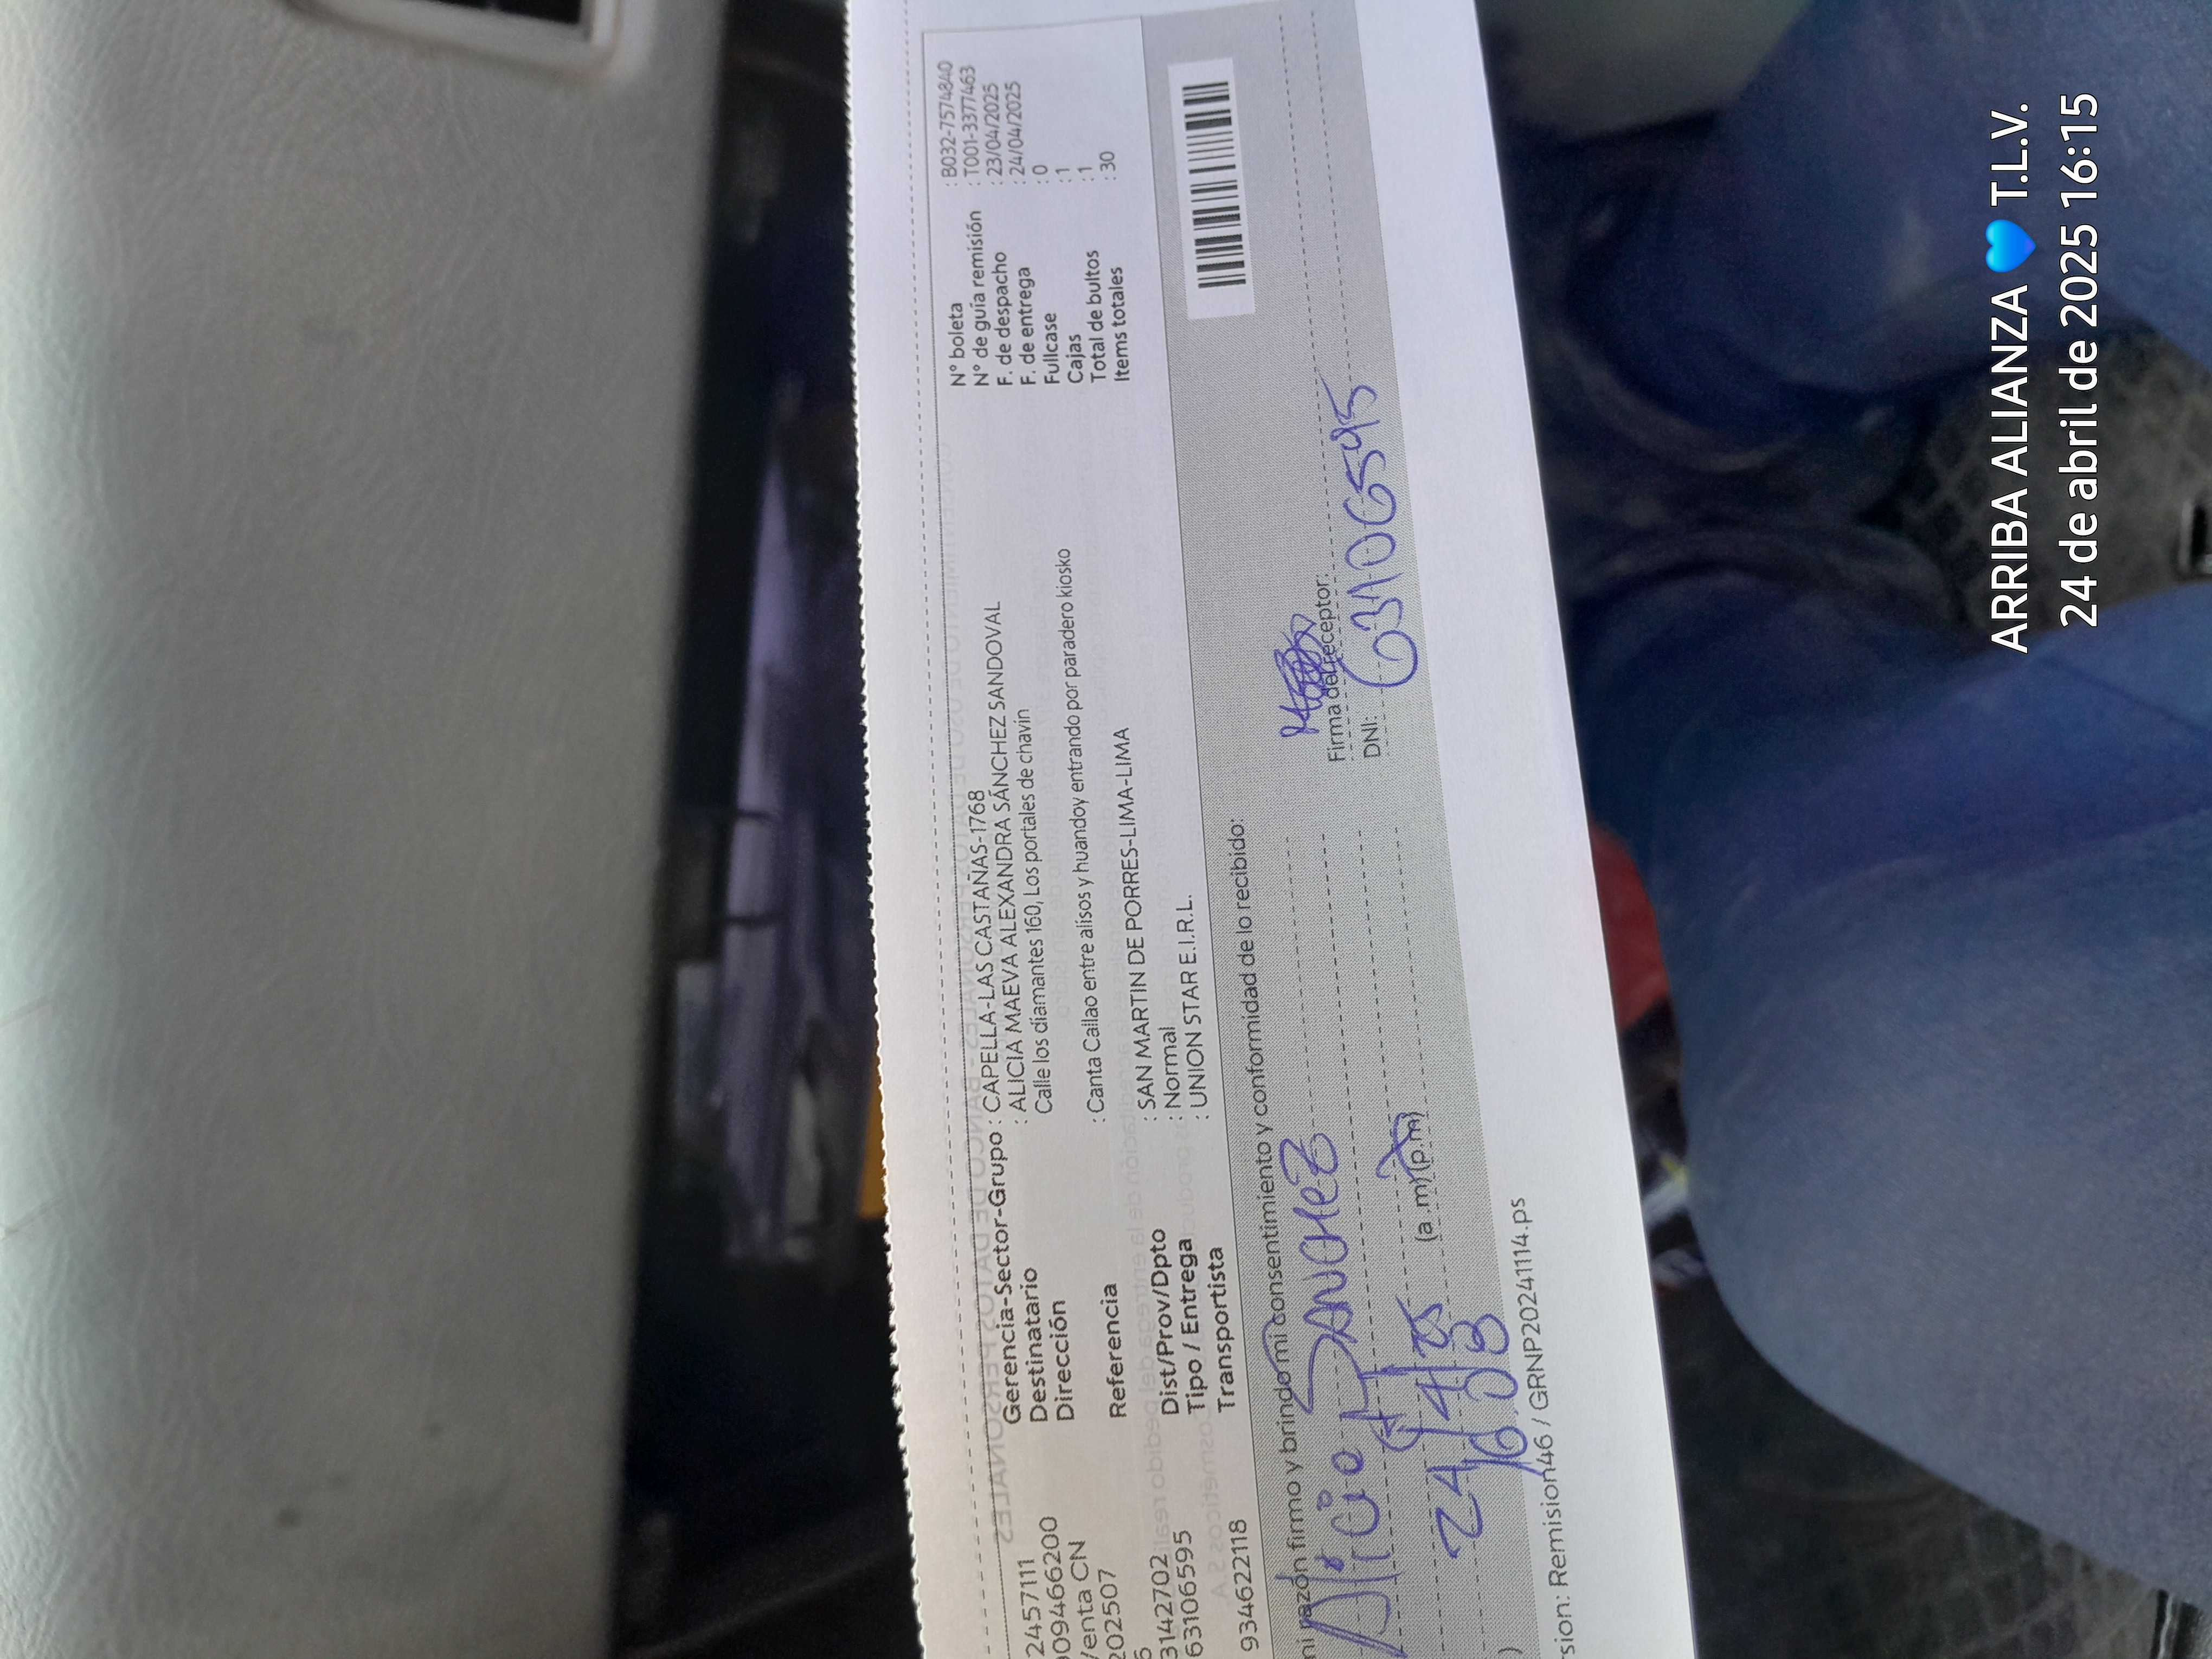 2457111
009466200
Venta CN
202507
6
3142702
63106595
934622118
Gerencia-Sector-Grupo : CAPELLA-LAS CASTAÑAS-1768
Destinatario : ALICIA MAEVA ALEXANDRA SÁNCHEZ SANDOVAL
Dirección : Calle los diamantes 160, Los portales de chavin
Referencia : Canta Callao entre alisos y huandoy entrando por paradero kiosko
Dist/Prov/Dpto : SAN MARTIN DE PORRES-LIMA-LIMA
Tipo / Entrega : Normal
Transportista : UNION STAR E.I.R.L.
N° boleta : B032-7574840
N° de guía remisión : T001-3377463
F. de despacho : 23/04/2025
F. de entrega : 24/04/2025
Fullcase : 0
Cajas : 1
Total de bultos : 1
Items totales : 30
mi razón firmo y brindo mi consentimiento y conformidad de lo recibido:
Alicia Sanchez
24/4/25
16:08
(a .m) (p.m)
Firma del receptor:
DNI: 63106595
)
sion: Remision46 / GRNP20241114.ps
ARRIBA ALIANZA 💙 T.L.V.
24 de abril de 2025 16:15